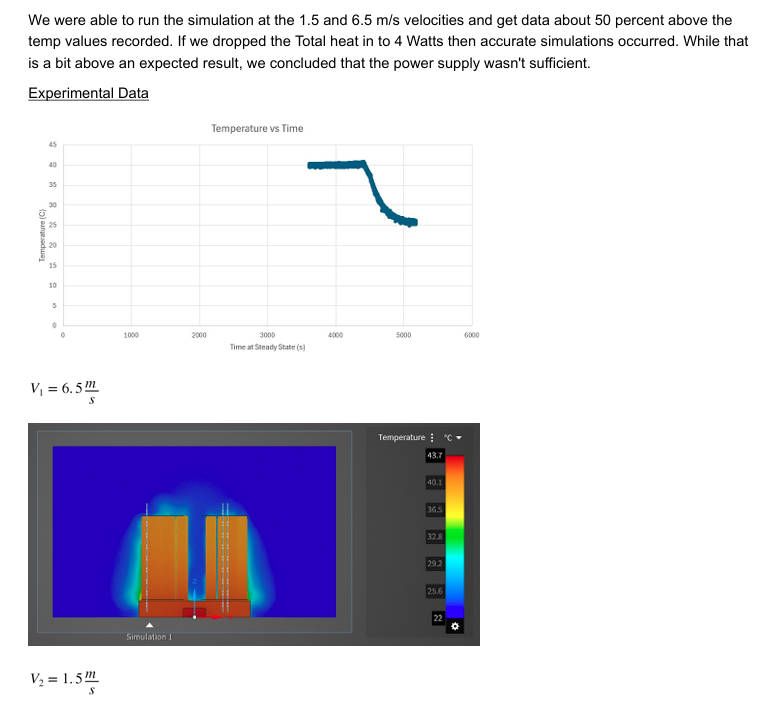 We were able to run the simulation at the 1.5 and 6.5 m/s velocities and get data about 50 percent above the
temp values recorded. If we dropped the Total heat in to 4 Watts then accurate simulations occurred. While that
is a bit above an expected result, we concluded that the power supply wasn't sufficient.
Experimental Data
Temperature vs Time
45
40
35
30
25
20
15
10
5
0
Temperature (C)
0 1000 2000 3000 4000 5000 6000
Time at Steady State (s)
V₁ = 6.5 m/s
Temperature °C
43.7
40.1
36.5
32.8
29.2
25.6
22
Z
Simulation 1
V₂ = 1.5 m/s